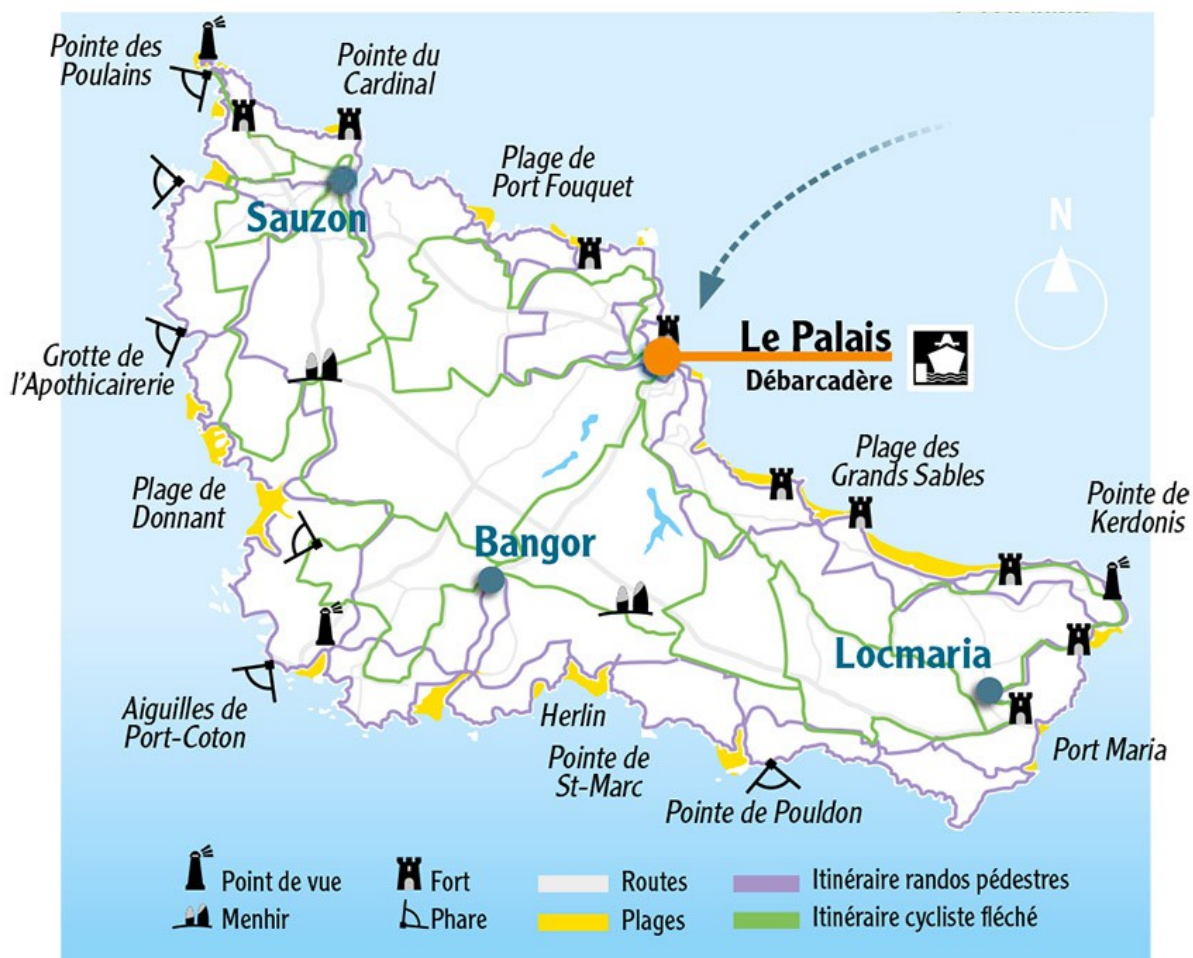 Pointe des
Poulains
Pointe du
Cardinal
Plage de
Port Fouquet
Sauzon
N
Le Palais
Débarcadère
Grotte de
l'Apothicairerie
Plage des
Grands Sables
Plage de
Donnant
Pointe de
Kerdonis
Bangor
Locmaria
Aiguilles de
Port-Coton
Herlin
Pointe de
St-Marc
Port Maria
Pointe de Pouldon
Point de vue
Fort
Routes
Itinéraire randos pédestres
Menhir
Phare
Plages
Itinéraire cycliste fléché